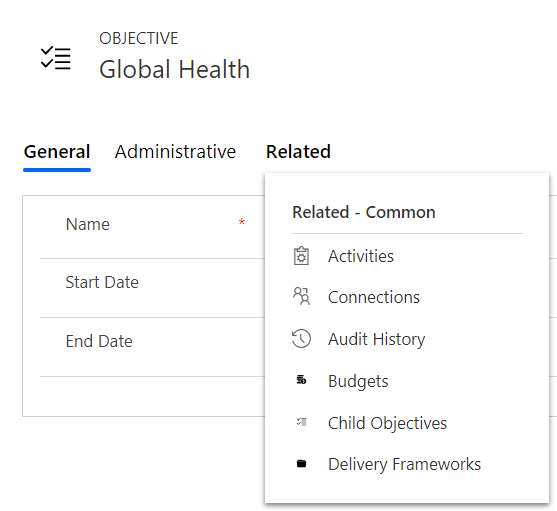 OBJECTIVE
Global Health
General Administrative Related
Name *
Start Date
End Date
Related - Common
Activities
Connections
Audit History
Budgets
Child Objectives
Delivery Frameworks